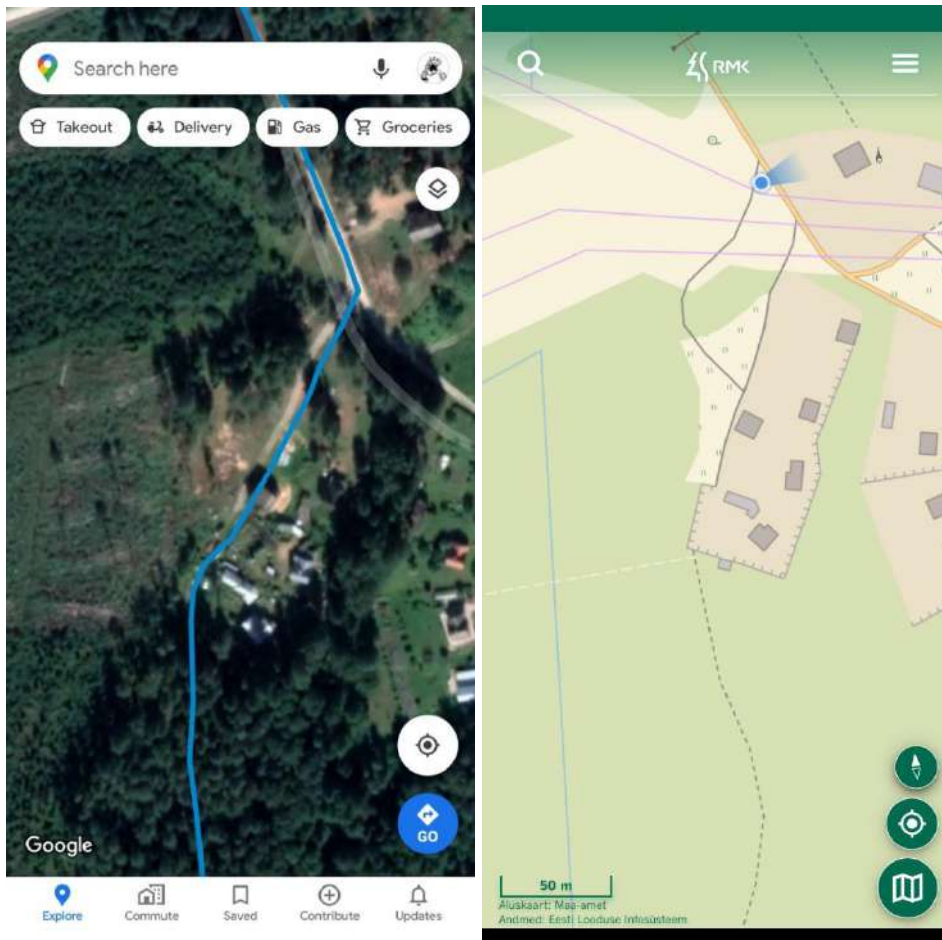 Search here
Takeout
Delivery
Gas
Groceries
GO
Google
Explore
Commute
Saved
Contribute
Updates
RMK
50 m
Aluskaart: Maa-amet
Andmed: Eesti Looduse Infosüsteem